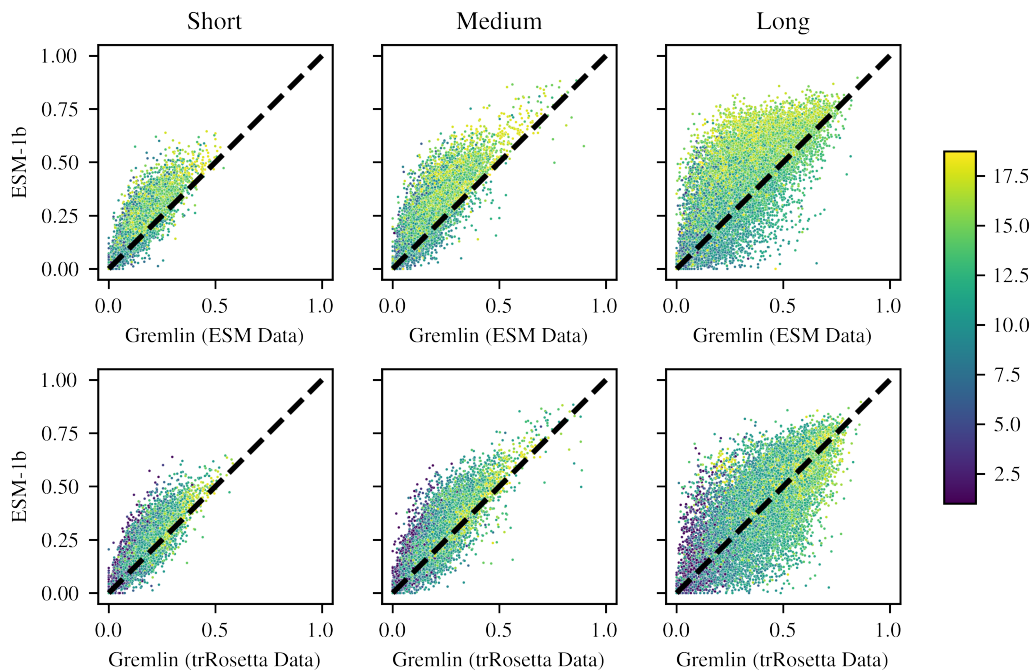 Short Medium Long
1.00
0.75
0.50
0.25
0.00
ESM-1b
0.0 0.5 1.0 0.0 0.5 1.0 0.0 0.5 1.0
Gremlin (ESM Data) Gremlin (ESM Data) Gremlin (ESM Data)
1.00
0.75
0.50
0.25
0.00
ESM-1b
0.0 0.5 1.0 0.0 0.5 1.0 0.0 0.5 1.0
Gremlin (trRosetta Data) Gremlin (trRosetta Data) Gremlin (trRosetta Data)
17.5
15.0
12.5
10.0
7.5
5.0
2.5